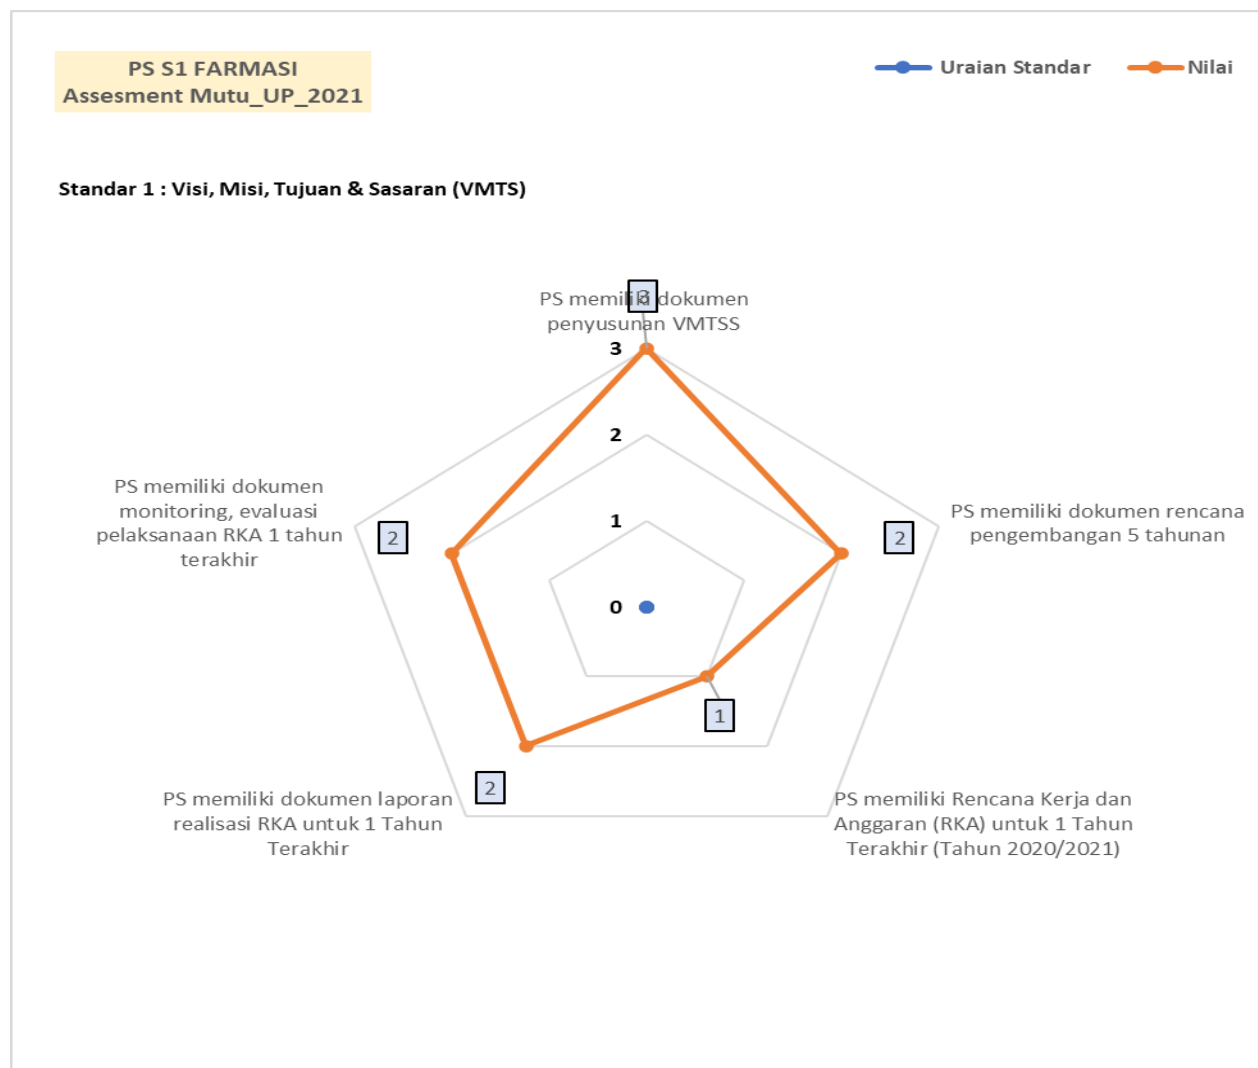 PS S1 FARMASI
Assesment Mutu_UP_2021
Uraian Standar
Nilai
Standar 1 : Visi, Misi, Tujuan & Sasaran (VMTS)
3
PS memiliki dokumen
penyusunan VMTSS
3
2
1
0
PS memiliki dokumen
monitoring, evaluasi
pelaksanaan RKA 1 tahun
terakhir
2
2
PS memiliki dokumen rencana
pengembangan 5 tahunan
1
2
PS memiliki dokumen laporan
realisasi RKA untuk 1 Tahun
Terakhir
PS memiliki Rencana Kerja dan
Anggaran (RKA) untuk 1 Tahun
Terakhir (Tahun 2020/2021)